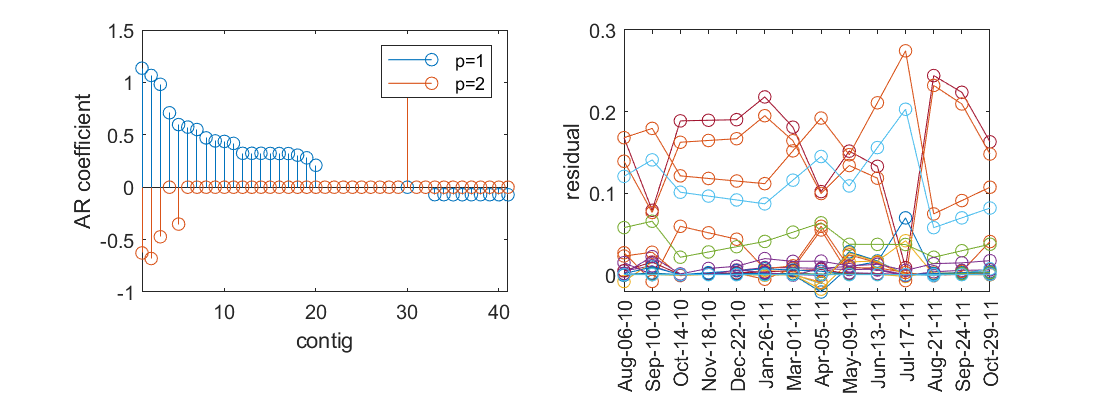 1.5
1
0.5
0
-0.5
-1
AR coefficient
10
20
30
40
contig
p=1
p=2
0.3
0.2
0.1
0
residual
Aug-06-10
Sep-10-10
Oct-14-10
Nov-18-10
Dec-22-10
Jan-26-11
Mar-01-11
Apr-05-11
May-09-11
Jun-13-11
Jul-17-11
Aug-21-11
Sep-24-11
Oct-29-11